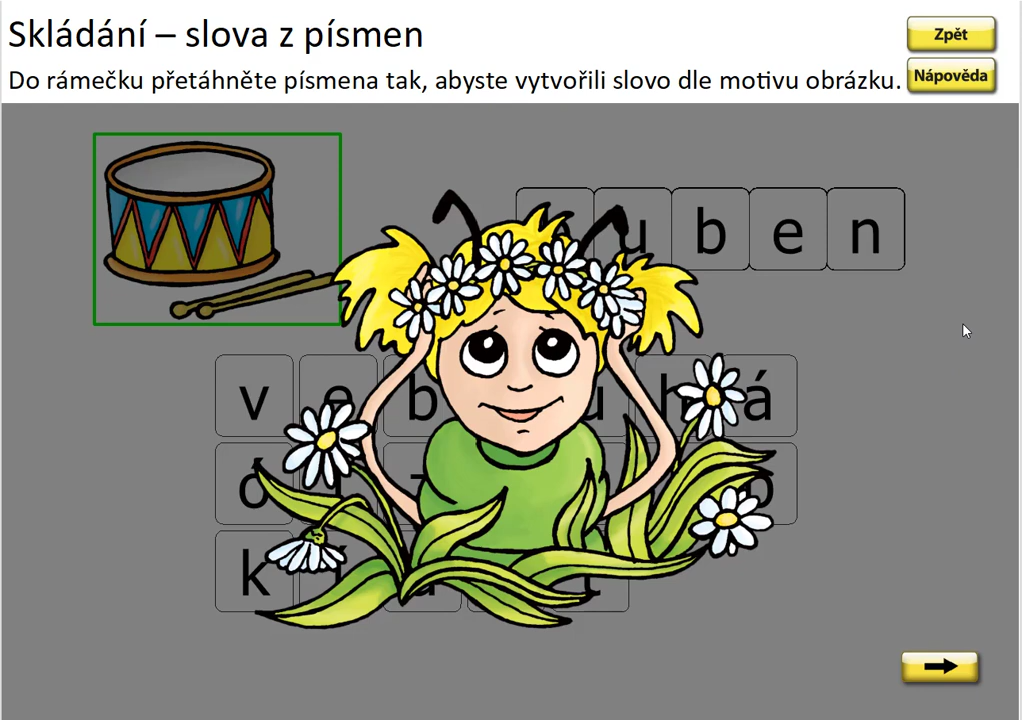 Skládání – slova z písmen
Zpět
Do rámečku přetáhněte písmena tak, abyste vytvořili slovo dle motivu obrázku.
Nápověda
u b e n
v e b u h á
ó z
k